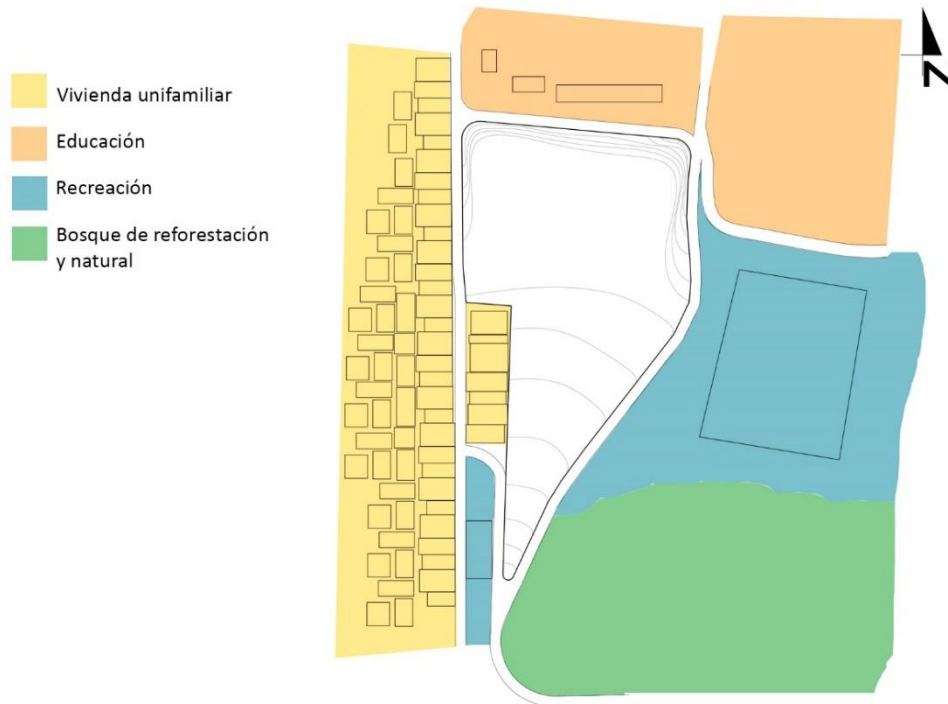 Vivienda unifamiliar
Educación
Recreación
Bosque de reforestación
y natural
N